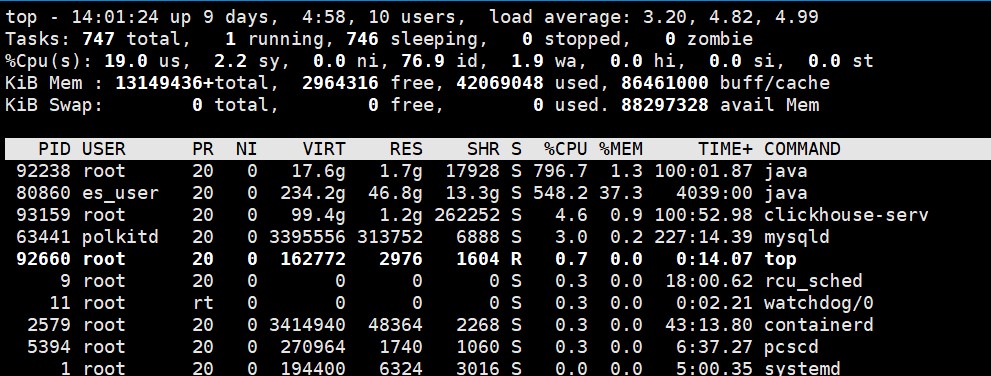 top - 14:01:24 up 9 days,  4:58, 10 users,  load average: 3.20, 4.82, 4.99
Tasks: 747 total,   1 running, 746 sleeping,   0 stopped,   0 zombie
%Cpu(s): 19.0 us,  2.2 sy,  0.0 ni, 76.9 id,  1.9 wa,  0.0 hi,  0.0 si,  0.0 st
KiB Mem : 13149436+total,  2964316 free, 42069048 used, 86461000 buff/cache
KiB Swap:        0 total,        0 free,        0 used. 88297328 avail Mem
PID USER      PR  NI    VIRT    RES    SHR S  %CPU %MEM     TIME+ COMMAND
92238 root      20   0   17.6g   1.7g  17928 S 796.7  1.3 100:01.87 java
80860 es_user   20   0  234.2g  46.8g  13.3g S 548.2 37.3   4039:00 java
93159 root      20   0   99.4g   1.2g 262252 S   4.6  0.9 100:52.98 clickhouse-serv
63441 polkitd   20   0 3395556 313752   6888 S   3.0  0.2 227:14.39 mysqld
92660 root      20   0  162772   2976   1604 R   0.7  0.0   0:14.07 top
9 root      20   0       0      0      0 S   0.3  0.0  18:00.62 rcu_sched
11 root      rt   0       0      0      0 S   0.3  0.0   0:02.21 watchdog/0
2579 root      20   0 3414940  48364   2268 S   0.3  0.0  43:13.80 containerd
5394 root      20   0  270964   1740   1060 S   0.3  0.0   6:37.27 pcscd
1 root      20   0  194400   6324   3016 S   0.0  0.0   5:00.35 systemd